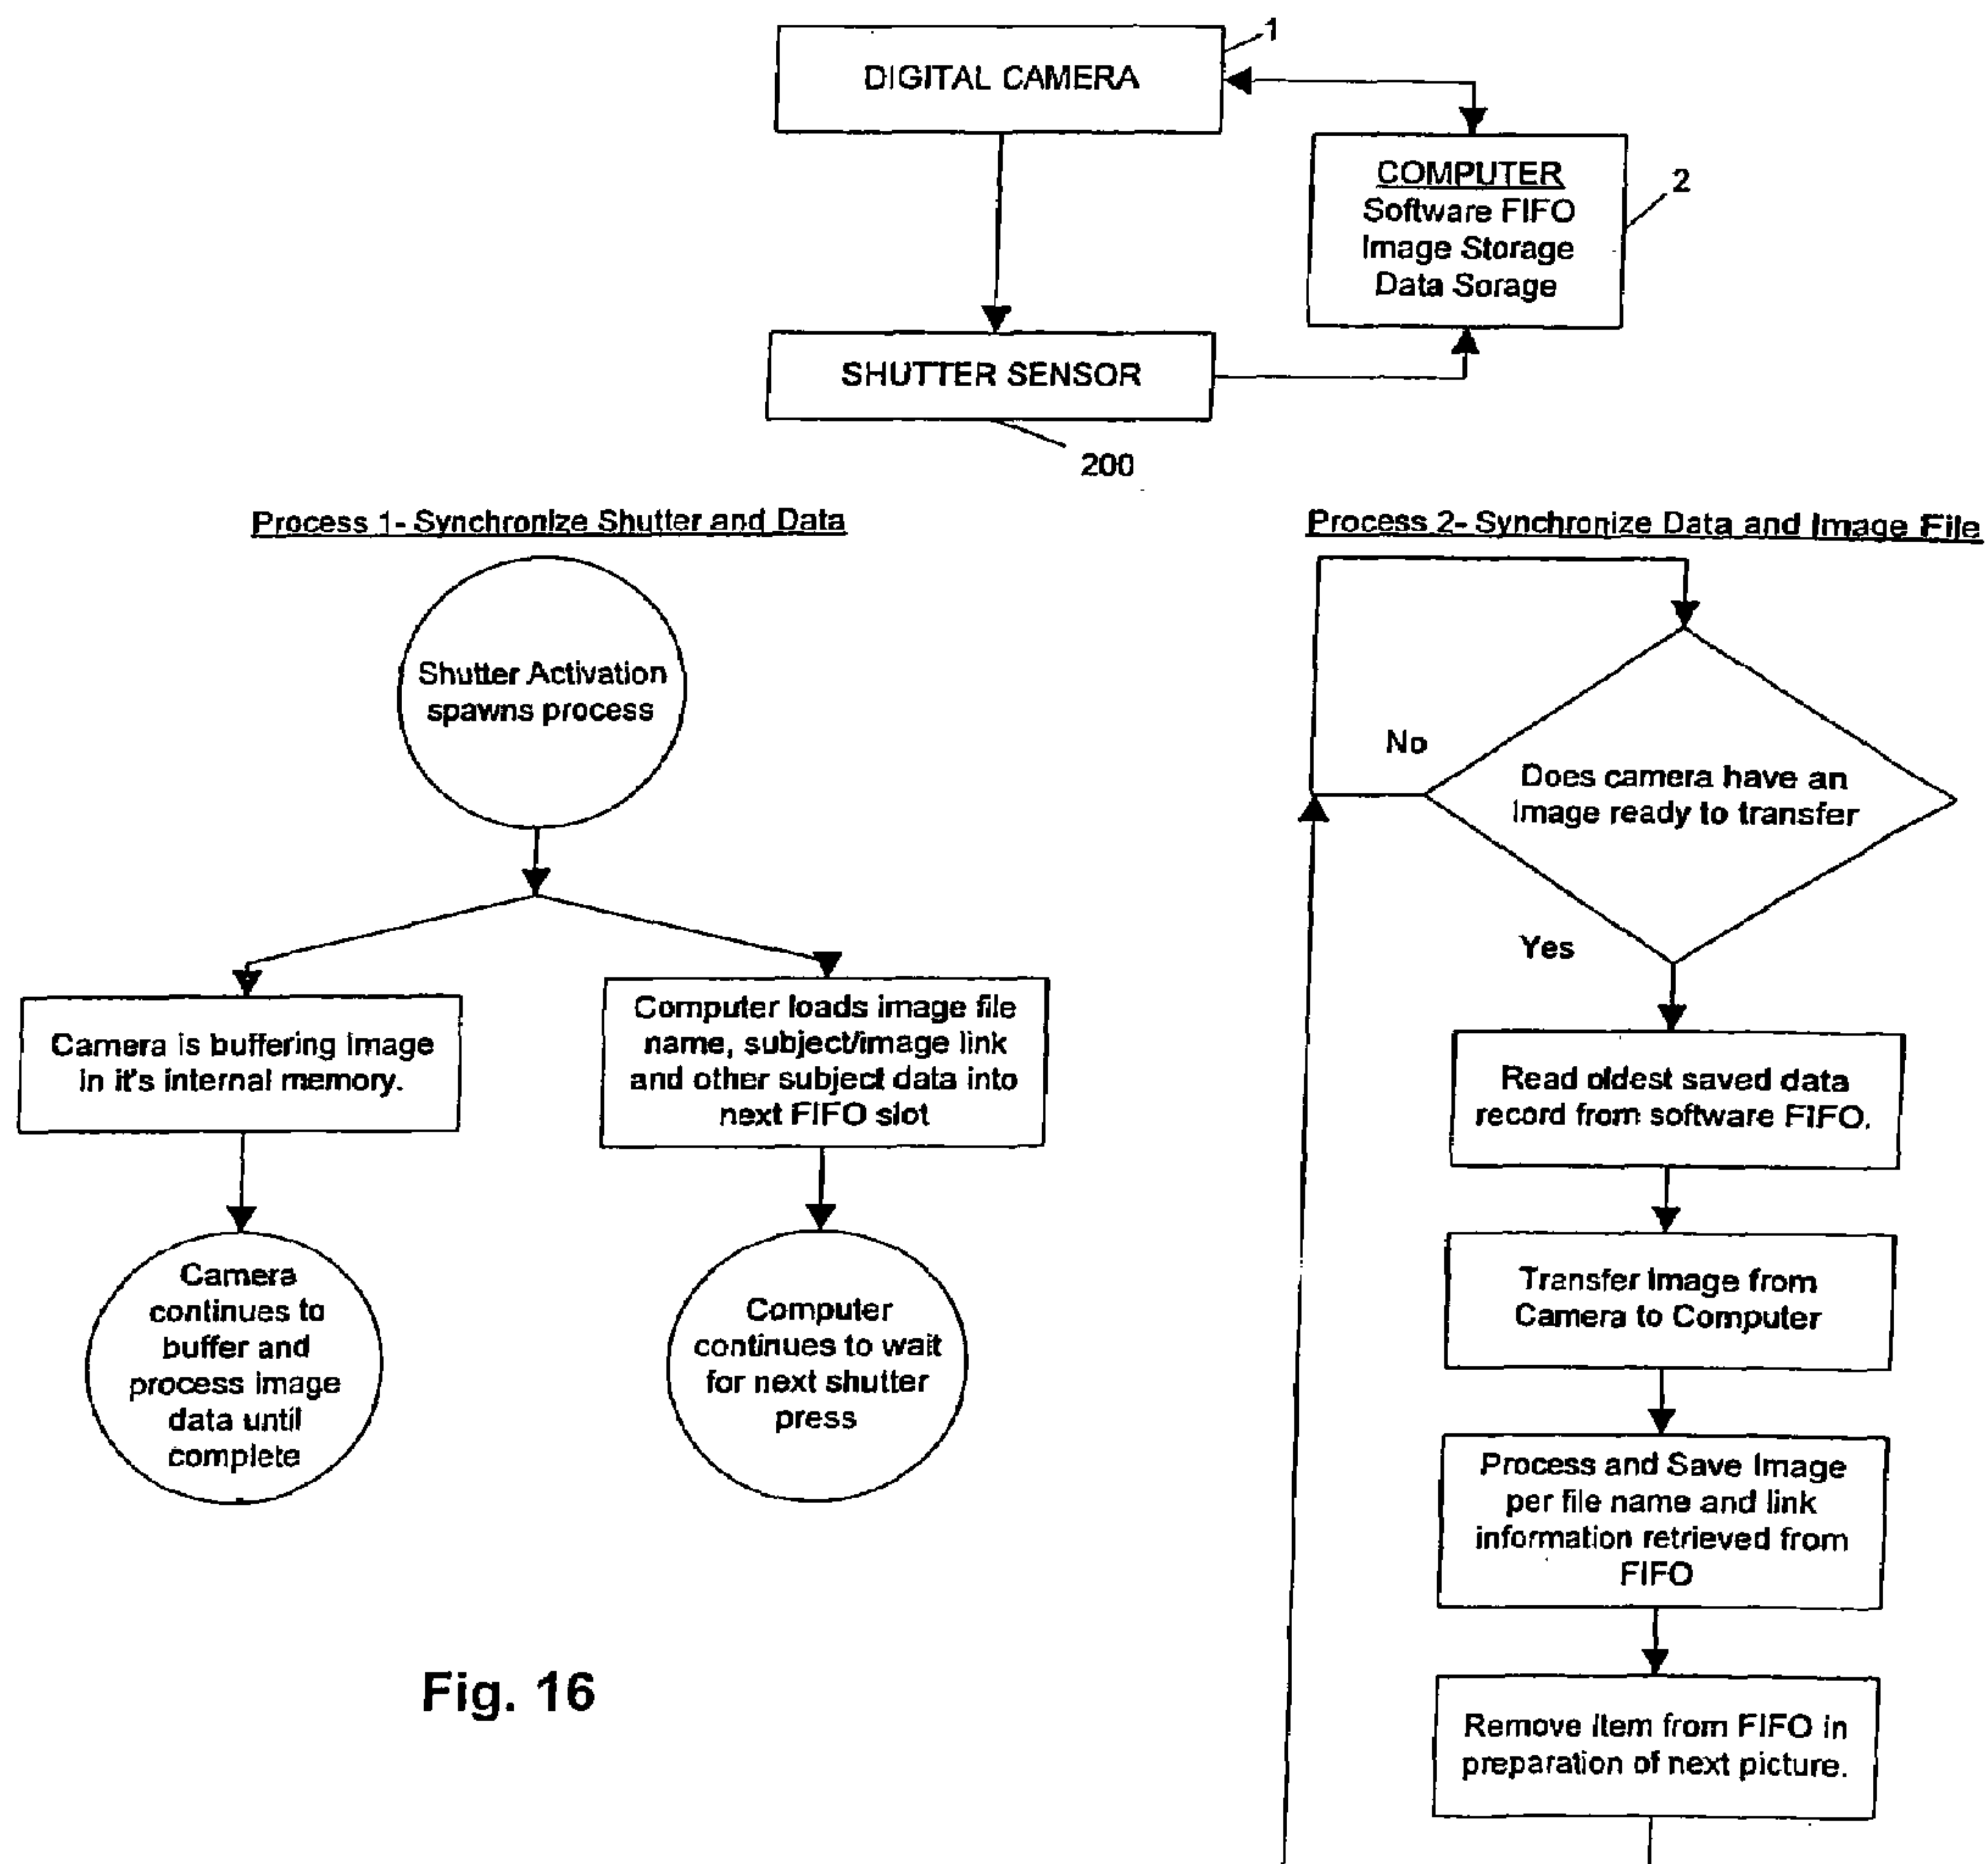 1
DIGITAL CAMERA
COMPUTER
Software FIFO
Image Storage
Data Sorage
2
SHUTTER SENSOR
200
Process 1- Synchronize Shutter and Data
Shutter Activation
spawns process
Camera is buffering image
in it's internal memory.
Computer loads image file
name, subject/image link
and other subject data into
next FIFO slot
Camera
continues to
buffer and
process image
data until
complete
Computer
continues to wait
for next shutter
press
Process 2- Synchronize Data and Image File
No
Does camera have an
Image ready to transfer
Yes
Read oldest saved data
record from software FIFO.
Transfer Image from
Camera to Computer
Process and Save Image
per file name and link
information retrieved from
FIFO
Remove Item from FIFO in
preparation of next picture.
Fig. 16